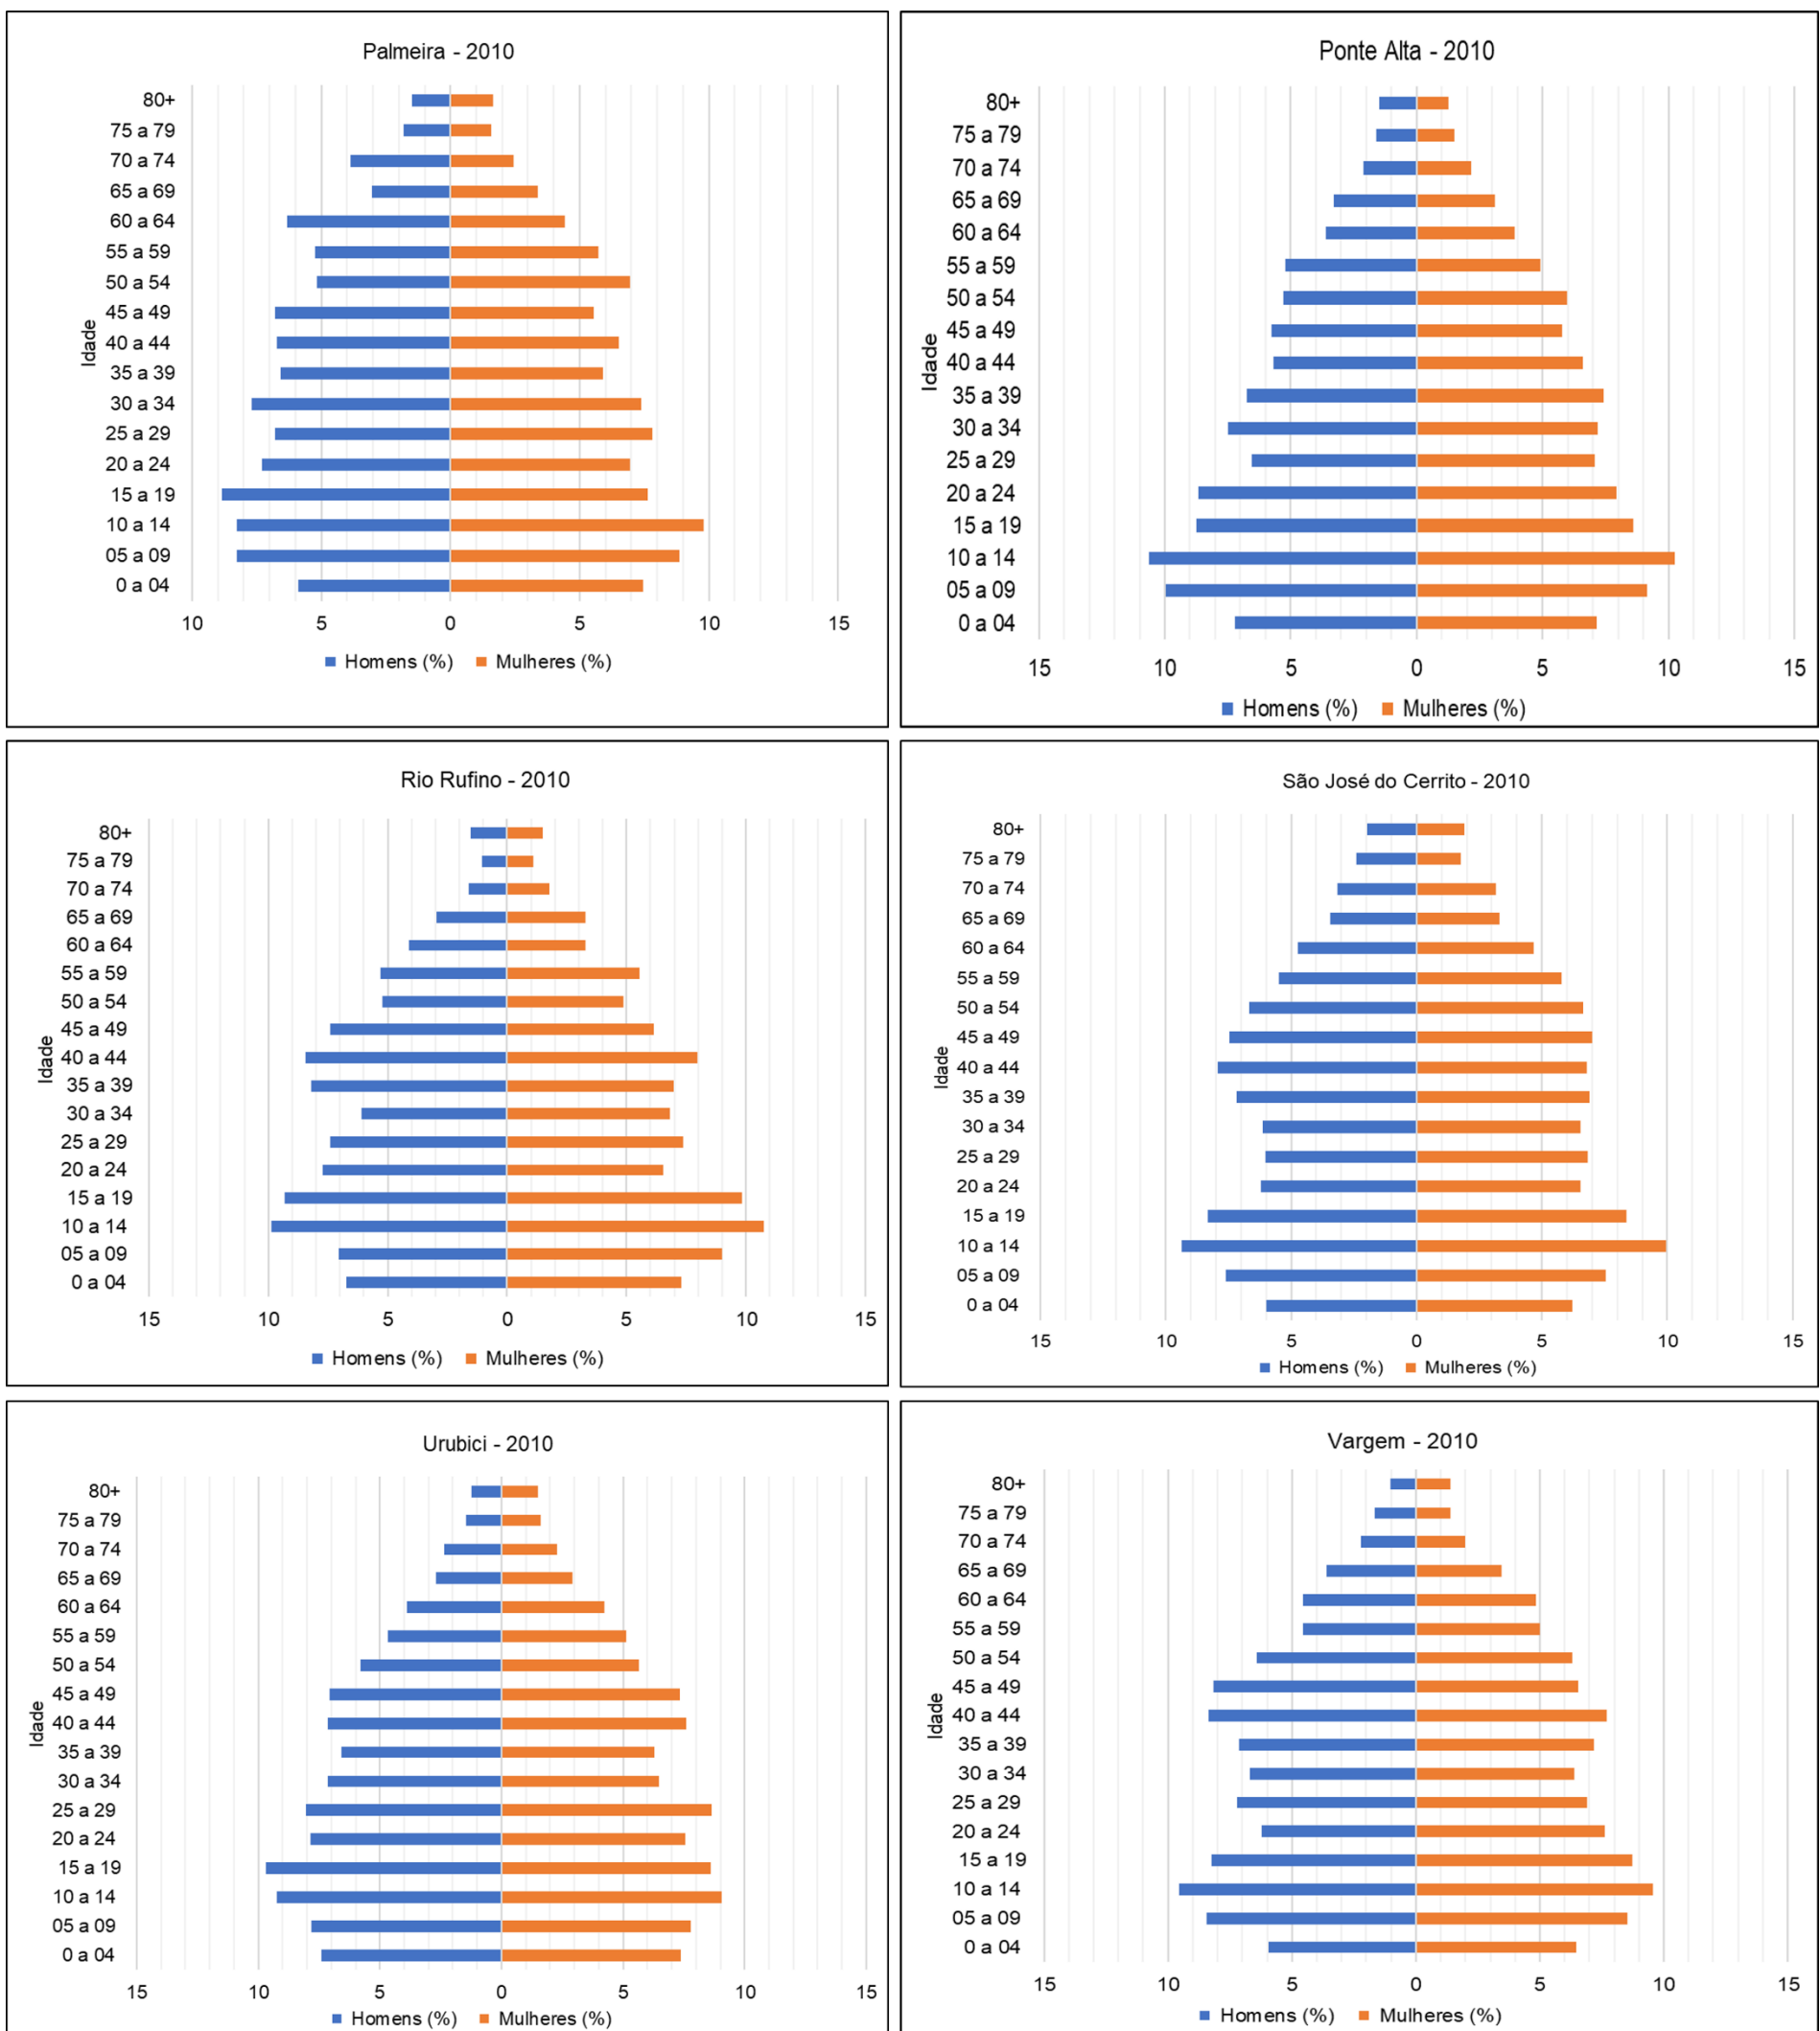 Palmeira - 2010
80+
75 a 79
70 a 74
65 a 69
60 a 64
55 a 59
50 a 54
45 a 49
40 a 44
35 a 39
30 a 34
25 a 29
20 a 24
15 a 19
10 a 14
05 a 09
0 a 04
Idade
10 5 0 5 10 15
Homens (%) Mulheres (%)
Ponte Alta - 2010
80+
75 a 79
70 a 74
65 a 69
60 a 64
55 a 59
50 a 54
45 a 49
40 a 44
35 a 39
30 a 34
25 a 29
20 a 24
15 a 19
10 a 14
05 a 09
0 a 04
Idade
15 10 5 0 5 10 15
Homens (%) Mulheres (%)
Rio Rufino - 2010
80+
75 a 79
70 a 74
65 a 69
60 a 64
55 a 59
50 a 54
45 a 49
40 a 44
35 a 39
30 a 34
25 a 29
20 a 24
15 a 19
10 a 14
05 a 09
0 a 04
Idade
15 10 5 0 5 10 15
Homens (%) Mulheres (%)
São José do Cerrito - 2010
80+
75 a 79
70 a 74
65 a 69
60 a 64
55 a 59
50 a 54
45 a 49
40 a 44
35 a 39
30 a 34
25 a 29
20 a 24
15 a 19
10 a 14
05 a 09
0 a 04
Idade
15 10 5 0 5 10 15
Homens (%) Mulheres (%)
Urubici - 2010
80+
75 a 79
70 a 74
65 a 69
60 a 64
55 a 59
50 a 54
45 a 49
40 a 44
35 a 39
30 a 34
25 a 29
20 a 24
15 a 19
10 a 14
05 a 09
0 a 04
Idade
15 10 5 0 5 10 15
Homens (%) Mulheres (%)
Vargem - 2010
80+
75 a 79
70 a 74
65 a 69
60 a 64
55 a 59
50 a 54
45 a 49
40 a 44
35 a 39
30 a 34
25 a 29
20 a 24
15 a 19
10 a 14
05 a 09
0 a 04
Idade
15 10 5 0 5 10 15
Homens (%) Mulheres (%)